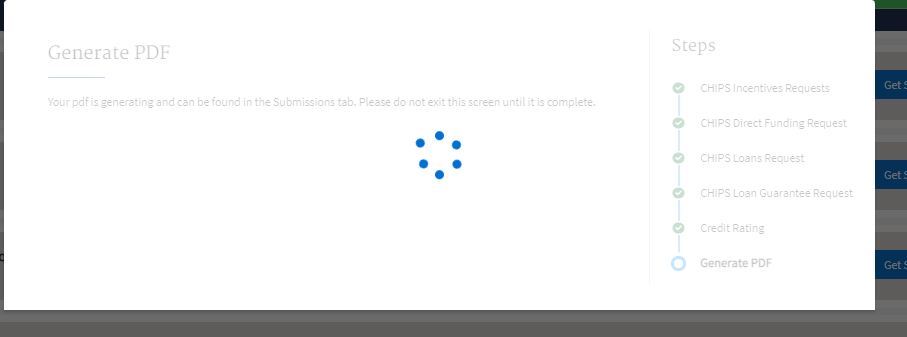 Generate PDF
Your pdf is generating and can be found in the Submissions tab. Please do not exit this screen until it is complete.
Steps
CHIPS Incentives Requests
CHIPS Direct Funding Request
CHIPS Loans Request
CHIPS Loan Guarantee Request
Credit Rating
Generate PDF
Get S
Get S
Get S